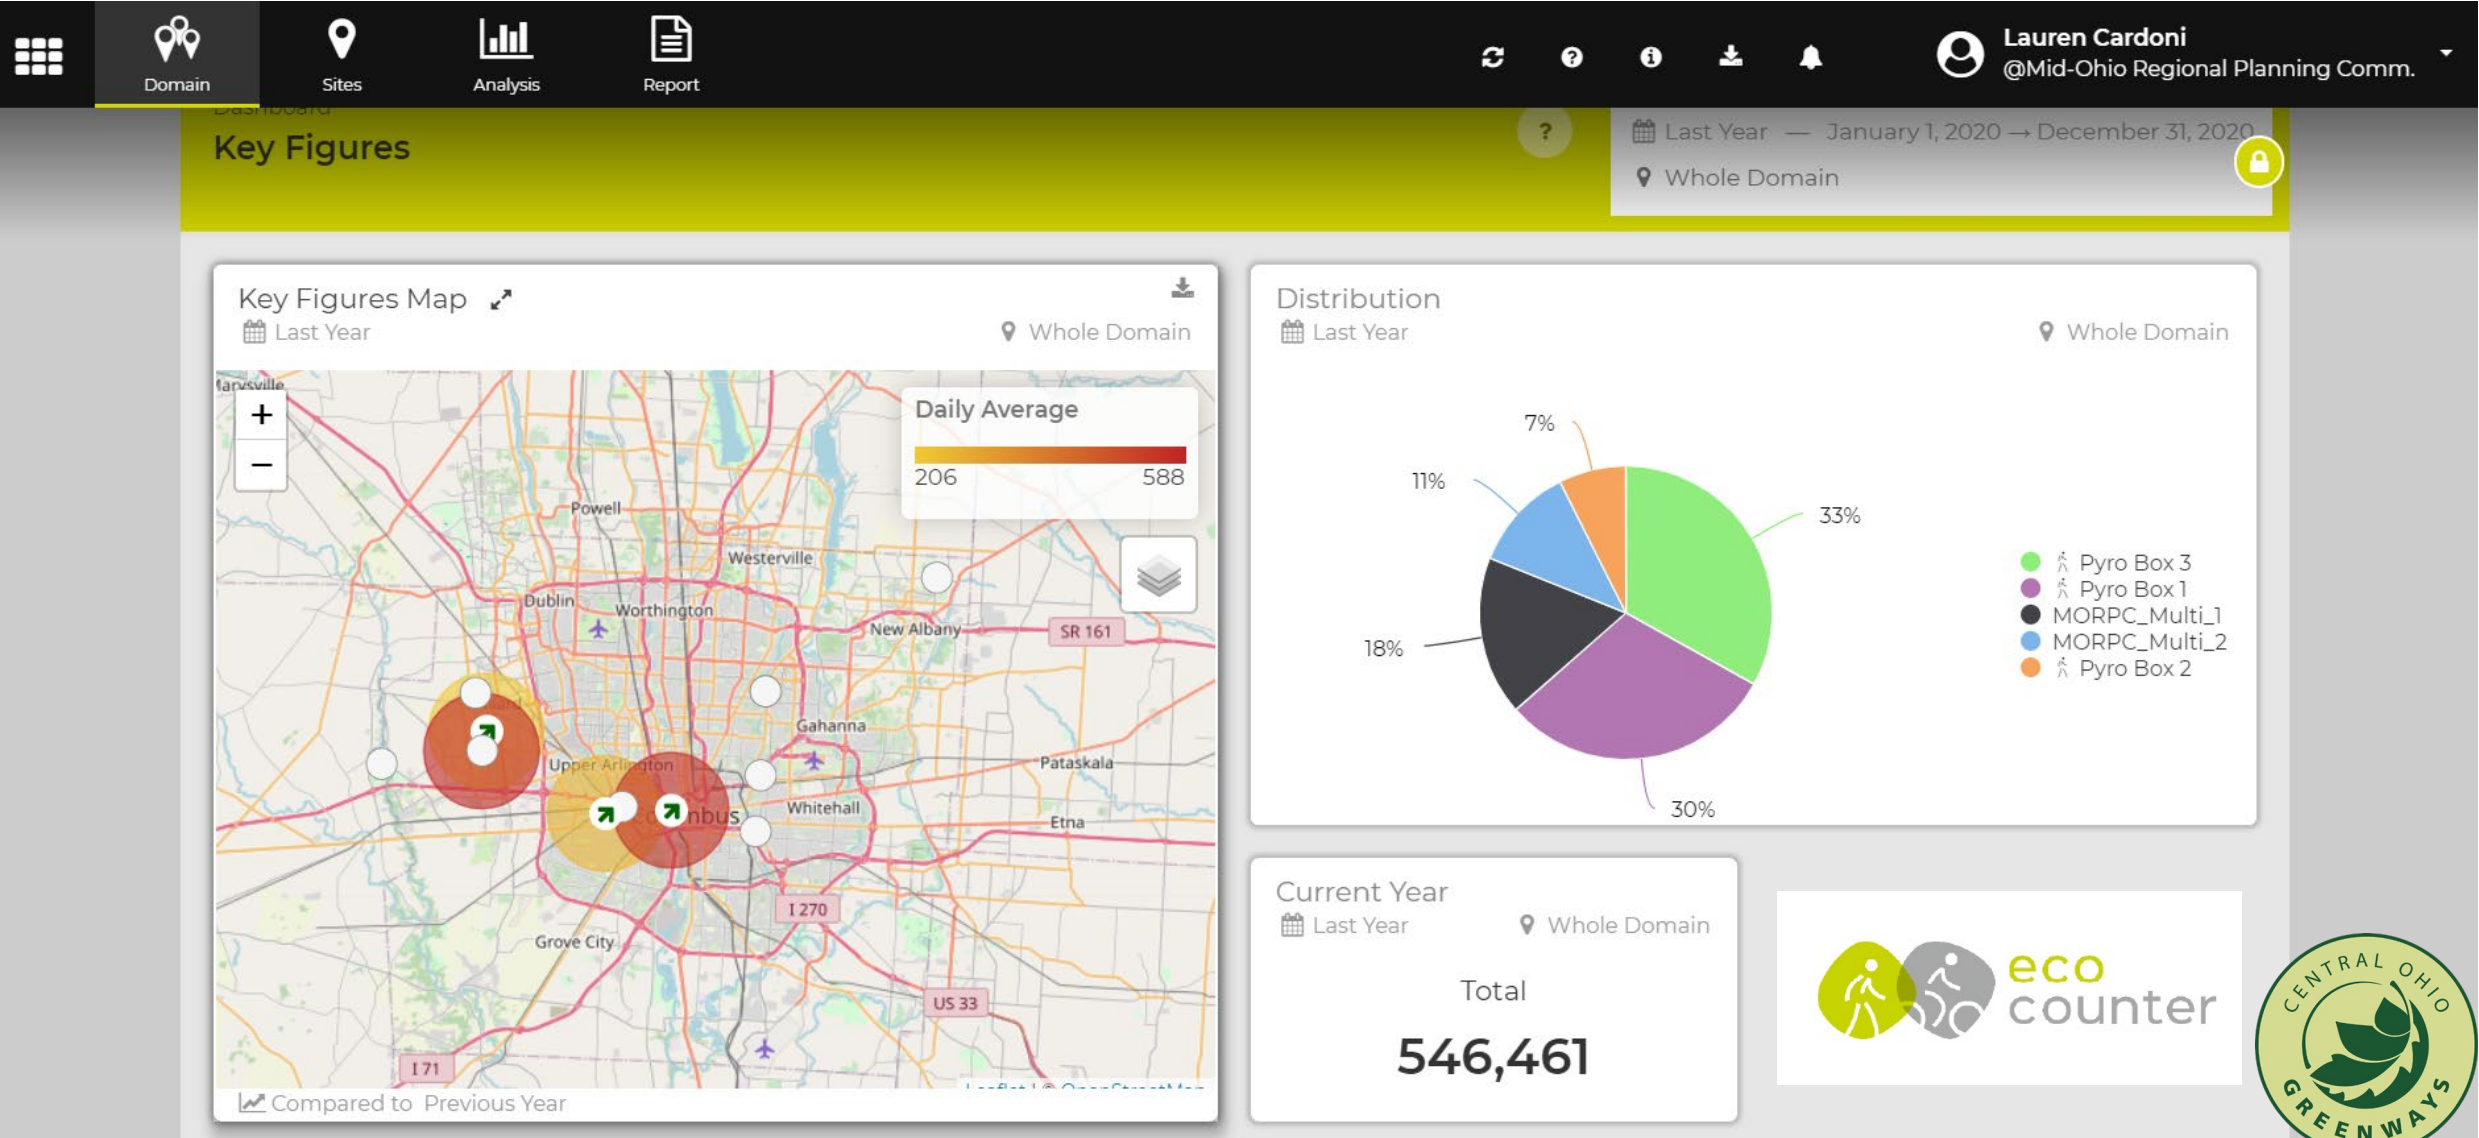 Domain
Sites
Analysis
Report
Lauren Cardoni
@Mid-Ohio Regional Planning Comm.
Dashboard
Key Figures
?
Last Year — January 1, 2020 → December 31, 2020
Whole Domain
Key Figures Map
Last Year
Whole Domain
Marysville
+
−
Daily Average
206 588
Powell
Westerville
Dublin
Worthington
New Albany
SR 161
Gahanna
Upper Arlington
Pataskala
Whitehall
Etna
I 270
Grove City
US 33
I 71
Leaflet | © OpenStreetMap
Compared to Previous Year
Distribution
Last Year
Whole Domain
7%
11%
33%
18%
30%
Pyro Box 3
Pyro Box 1
MORPC_Multi_1
MORPC_Multi_2
Pyro Box 2
Current Year
Last Year
Whole Domain
Total
546,461
eco
counter
CENTRAL OHIO
GREENWAYS